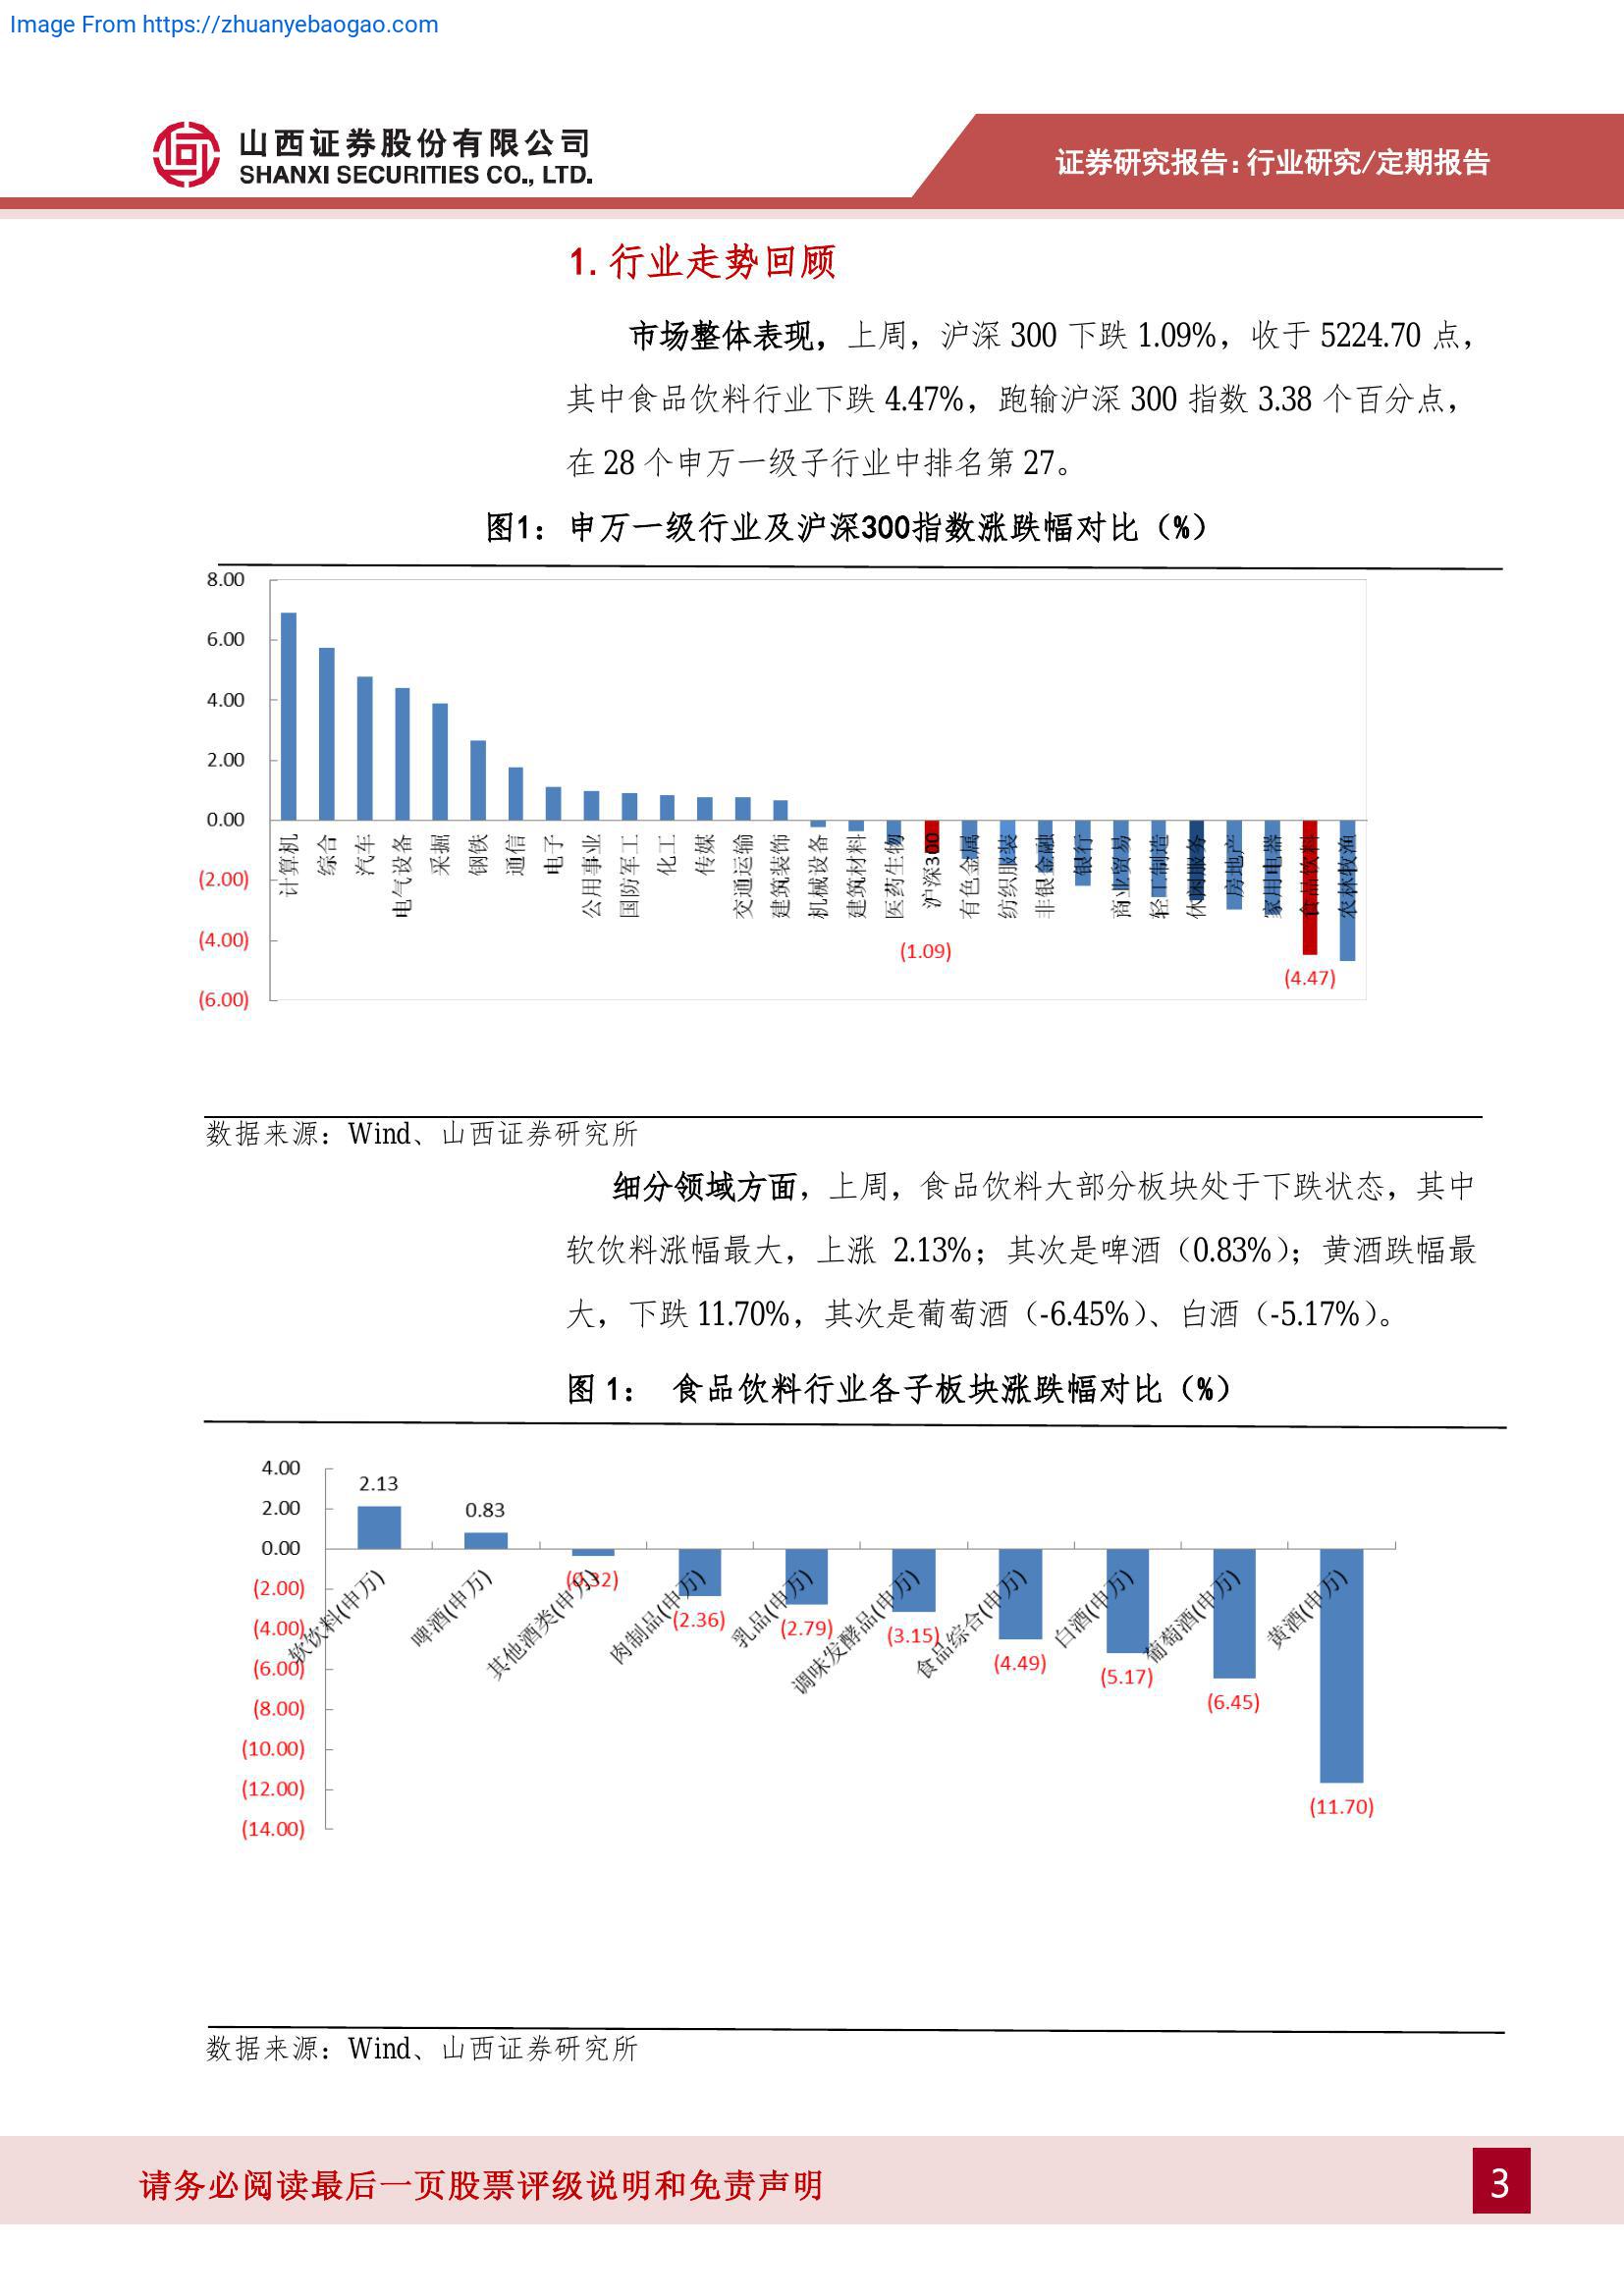 Image From https://zhuanyebaogao.com
山西证券股份有限公司
SHANXI SECURITIES CO., LTD.
证券研究报告:行业研究/定期报告
1. 行业走势回顾
市场整体表现，上周，沪深 300 下跌 1.09%，收于 5224.70 点，
其中食品饮料行业下跌 4.47%，跑输沪深 300 指数 3.38 个百分点，
在 28 个申万一级子行业中排名第 27。
图1：申万一级行业及沪深300指数涨跌幅对比（%）
8.00
6.00
4.00
2.00
0.00
(2.00)
(4.00)
(6.00)
计算机
综合
汽车
电气设备
采掘
钢铁
通信
电子
公用事业
国防军工
化工
传媒
交通运输
建筑装饰
机械设备
建筑材料
医药生物
沪深300
有色金属
纺织服装
非银金融
银行
商业贸易
轻工制造
休闲服务
房地产
家用电器
食品饮料
农林牧渔
(1.09)
(4.47)
数据来源：Wind、山西证券研究所
细分领域方面，上周，食品饮料大部分板块处于下跌状态，其中
软饮料涨幅最大，上涨 2.13%；其次是啤酒（0.83%）；黄酒跌幅最
大，下跌 11.70%，其次是葡萄酒（-6.45%）、白酒（-5.17%）。
图 1： 食品饮料行业各子板块涨跌幅对比（%）
4.00
2.00
0.00
(2.00)
(4.00)
(6.00)
(8.00)
(10.00)
(12.00)
(14.00)
2.13
0.83
(0.32)
(2.36)
(2.79)
(3.15)
(4.49)
(5.17)
(6.45)
(11.70)
软饮料(申万)
啤酒(申万)
其他酒类(申万)
肉制品(申万)
乳品(申万)
调味发酵品(申万)
食品综合(申万)
白酒(申万)
葡萄酒(申万)
黄酒(申万)
数据来源：Wind、山西证券研究所
请务必阅读最后一页股票评级说明和免责声明
3